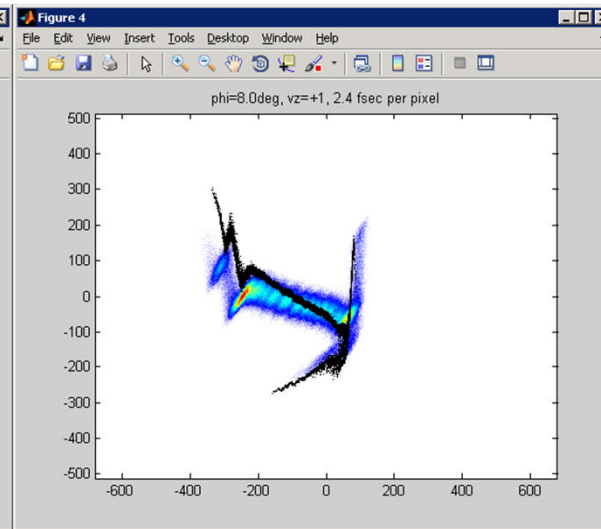 Figure 4
File Edit View Insert Tools Desktop Window Help
phi=8.0deg, vz=+1, 2.4 fsec per pixel
500
400
300
200
100
0
-100
-200
-300
-400
-500
-600 -400 -200 0 200 400 600